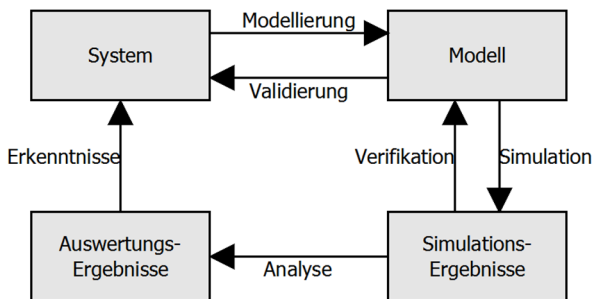 Modellierung
System
Modell
Validierung
Erkenntnisse
Verifikation
Simulation
Auswertungs-
Ergebnisse
Simulations-
Ergebnisse
Analyse